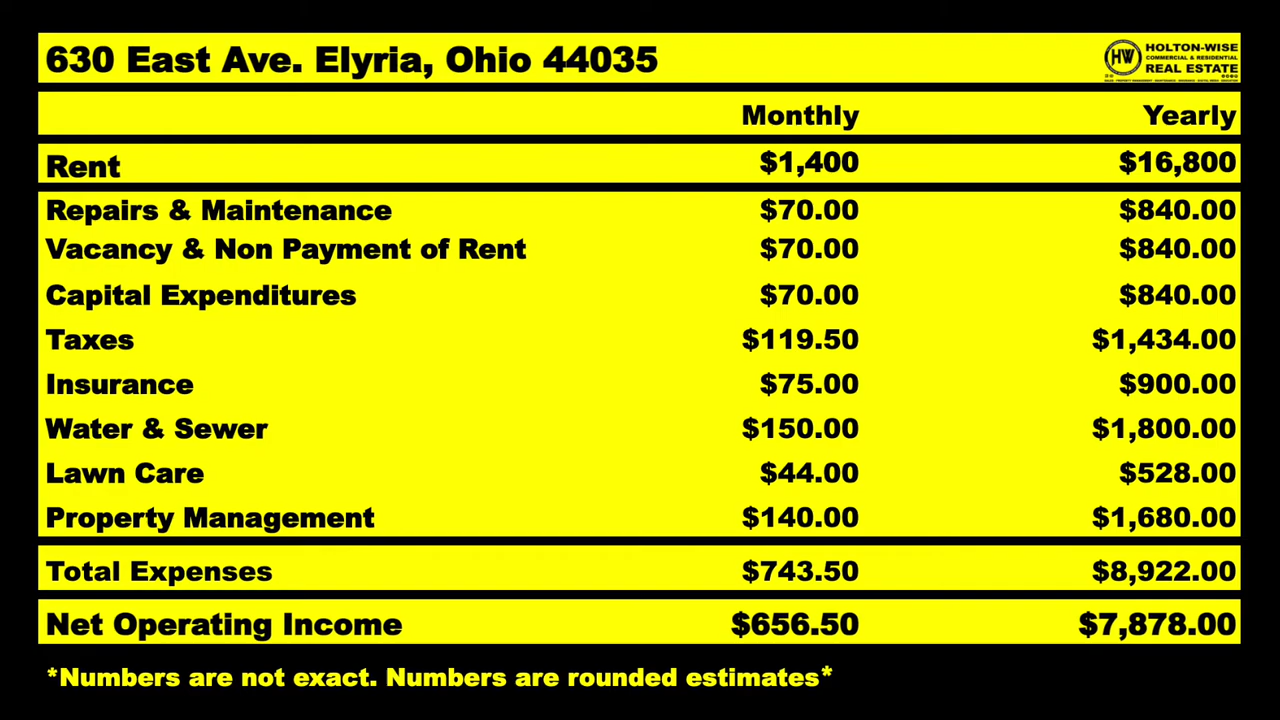 630 East Ave. Elyria, Ohio 44035
HW
HOLTON-WISE
COMMERCIAL & RESIDENTIAL
REAL ESTATE
Monthly Yearly
Rent $1,400 $16,800
Repairs & Maintenance $70.00 $840.00
Vacancy & Non Payment of Rent $70.00 $840.00
Capital Expenditures $70.00 $840.00
Taxes $119.50 $1,434.00
Insurance $75.00 $900.00
Water & Sewer $150.00 $1,800.00
Lawn Care $44.00 $528.00
Property Management $140.00 $1,680.00
Total Expenses $743.50 $8,922.00
Net Operating Income $656.50 $7,878.00
*Numbers are not exact. Numbers are rounded estimates*